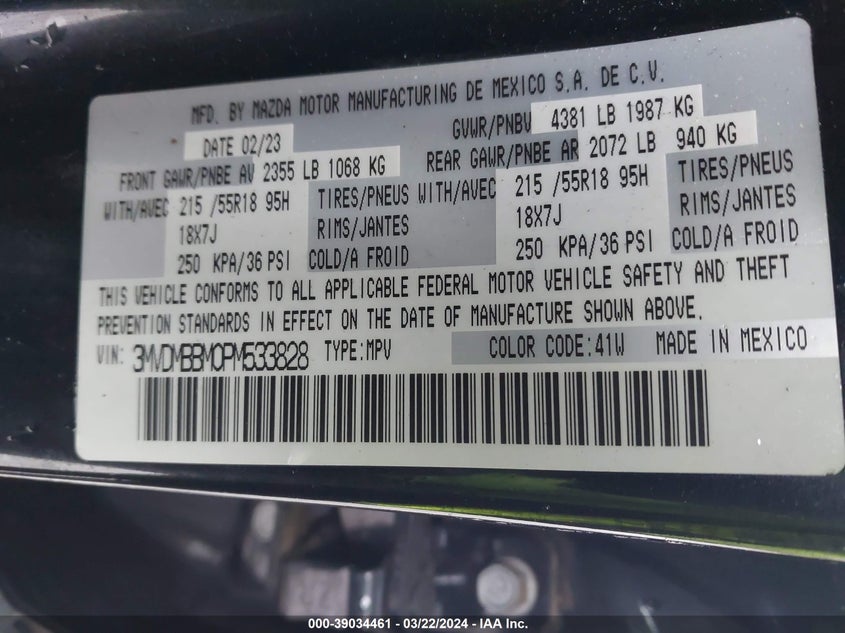 MFD. BY MAZDA MOTOR MANUFACTURING DE MEXICO S.A. DE C.V.
DATE 02/23 GVWR/PNBV 4381 LB 1987 KG
FRONT GAWR/PNBE AV 2355 LB 1068 KG REAR GAWR/PNBE AR 2072 LB 940 KG
WITH/AVEC 215 /55R18 95H TIRES/PNEUS WITH/AVEC 215 /55R18 95H TIRES/PNEUS
18X7J RIMS/JANTES 18X7J RIMS/JANTES
250 KPA/36 PSI COLD/A FROID 250 KPA/36 PSI COLD/A FROID
THIS VEHICLE CONFORMS TO ALL APPLICABLE FEDERAL MOTOR VEHICLE SAFETY AND THEFT
PREVENTION STANDARDS IN EFFECT ON THE DATE OF MANUFACTURE SHOWN ABOVE.
VIN: 3MVDMBBM0PM533828 TYPE:MPV COLOR CODE:41W MADE IN MEXICO
000-39034461 - 03/22/2024 - IAA Inc.